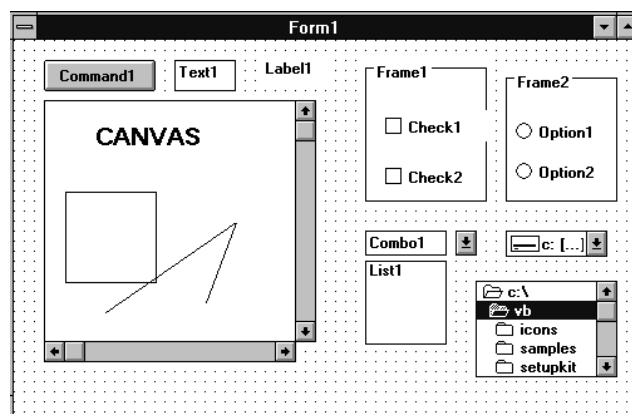 Form1
Command1
Text1
Label1
Frame1
Check1
Check2
Frame2
Option1
Option2
CANVAS
Combo1
c: [...]
List1
c:\
vb
icons
samples
setupkit